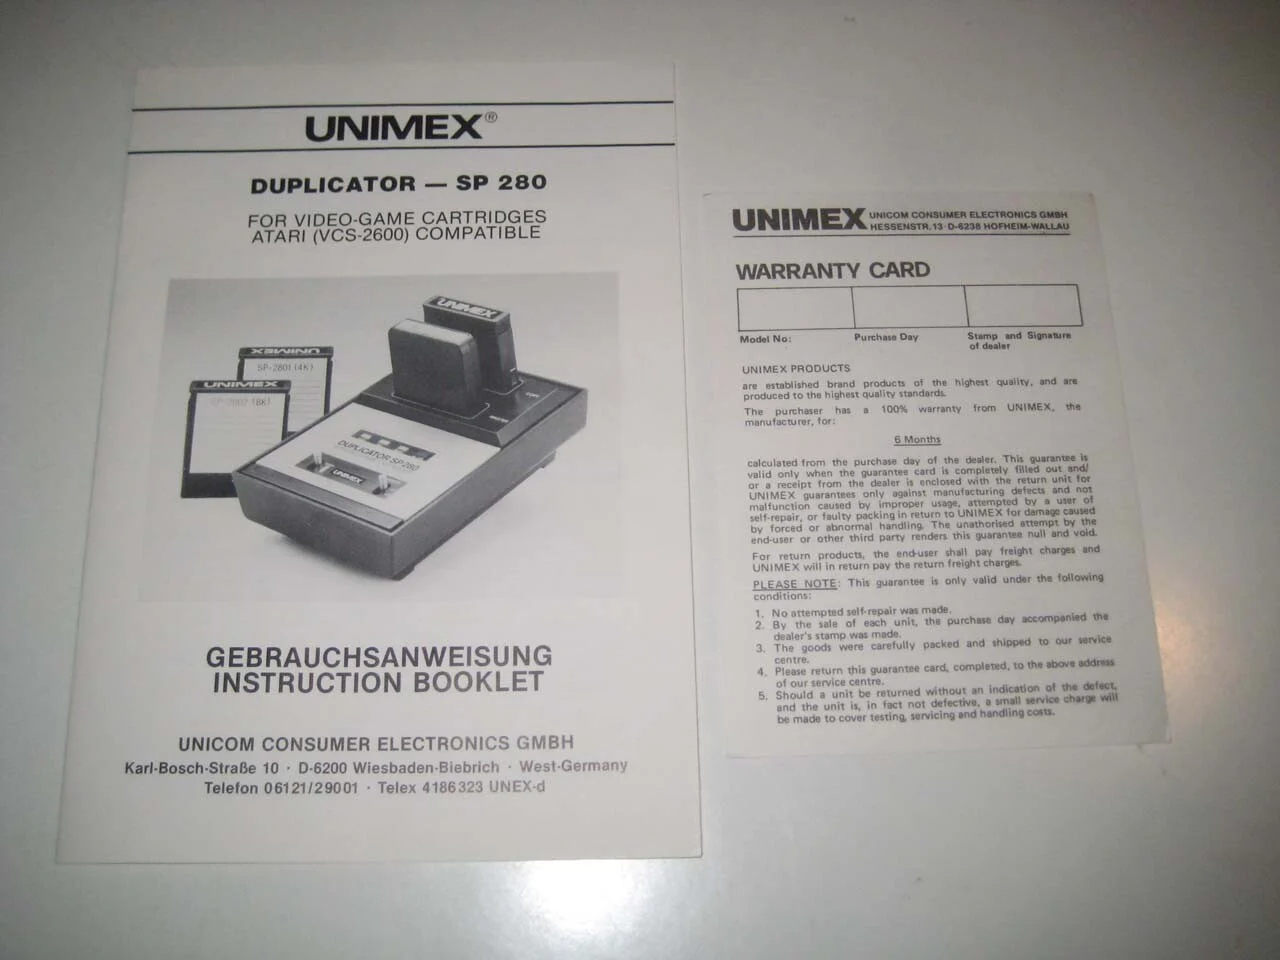 UNIMEX®
DUPLICATOR — SP 280
FOR VIDEO-GAME CARTRIDGES
ATARI (VCS-2600) COMPATIBLE
UNIMEX
UNIMEX
SP-2801 (4K)
UNIMEX
SP-2802 (8K)
COPY
MASTER
DUPLICATOR SP 280
UNIMEX
GEBRAUCHSANWEISUNG
INSTRUCTION BOOKLET
UNICOM CONSUMER ELECTRONICS GMBH
Karl-Bosch-Straße 10 · D-6200 Wiesbaden-Biebrich · West-Germany
Telefon 06121/29001 · Telex 4186323 UNEX-d
UNIMEX UNICOM CONSUMER ELECTRONICS GMBH
HESSENSTR. 13 · D-6238 HOFHEIM-WALLAU
WARRANTY CARD
Model No: Purchase Day Stamp and Signature
of dealer
UNIMEX PRODUCTS
are established brand products of the highest quality, and are
produced to the highest quality standards.
The purchaser has a 100% warranty from UNIMEX, the
manufacturer, for:
6 Months
calculated from the purchase day of the dealer. This guarantee is
valid only when the guarantee card is completely filled out and/
or a receipt from the dealer is enclosed with the return unit for
UNIMEX guarantees only against manufacturing defects and not
malfunction caused by improper usage, attempted by a user of
self-repair, or faulty packing in return to UNIMEX for damage caused
by forced or abnormal handling. The unathorised attempt by the
end-user or other third party renders this guarantee null and void.
For return products, the end-user shall pay freight charges and
UNIMEX will in return pay the return freight charges.
PLEASE NOTE: This guarantee is only valid under the following
conditions:
1. No attempted self-repair was made.
2. By the sale of each unit, the purchase day accompanied the
dealer's stamp was made.
3. The goods were carefully packed and shipped to our service
centre.
4. Please return this guarantee card, completed, to the above address
of our service centre.
5. Should a unit be returned without an indication of the defect,
and the unit is, in fact not defective, a small service charge will
be made to cover testing, servicing and handling costs.